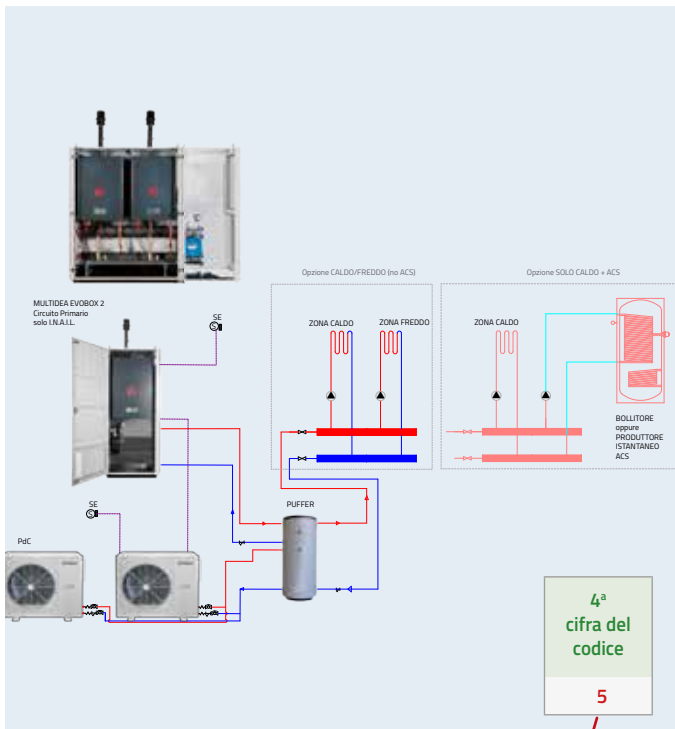 Opzione CALDO/FREDDO (no ACS)
Opzione SOLO CALDO + ACS
MULTIDEA EVOBOX 2
Circuito Primario
solo I.N.A.I.L.
SE
S
ZONA CALDO
ZONA FREDDO
ZONA CALDO
BOLLITORE
oppure
PRODUTTORE
ISTANTANEO
ACS
SE
S
PUFFER
PdC
4ª
cifra del
codice
5